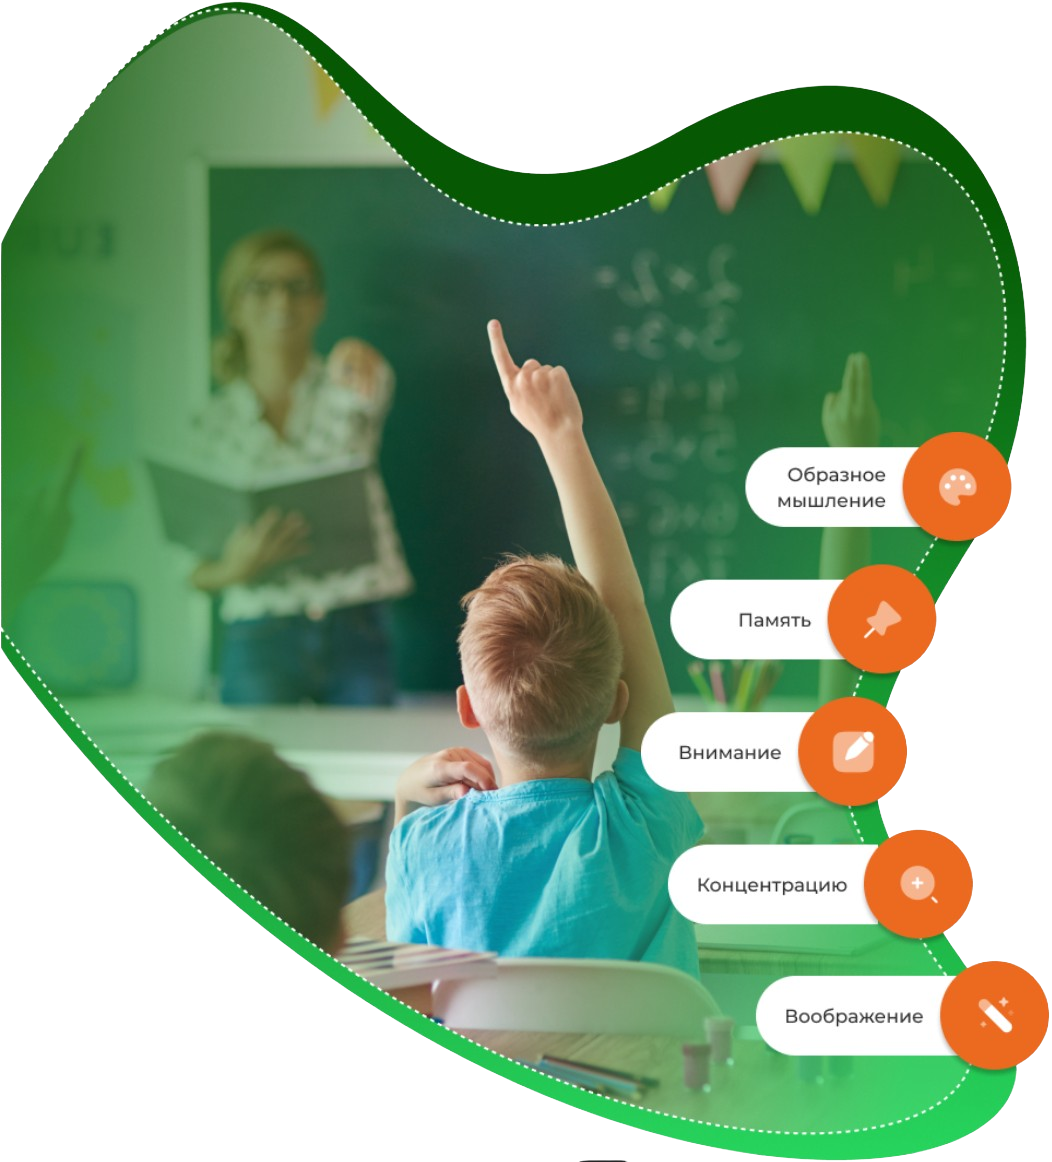 Образное
мышление
Память
Внимание
Концентрацию
Воображение